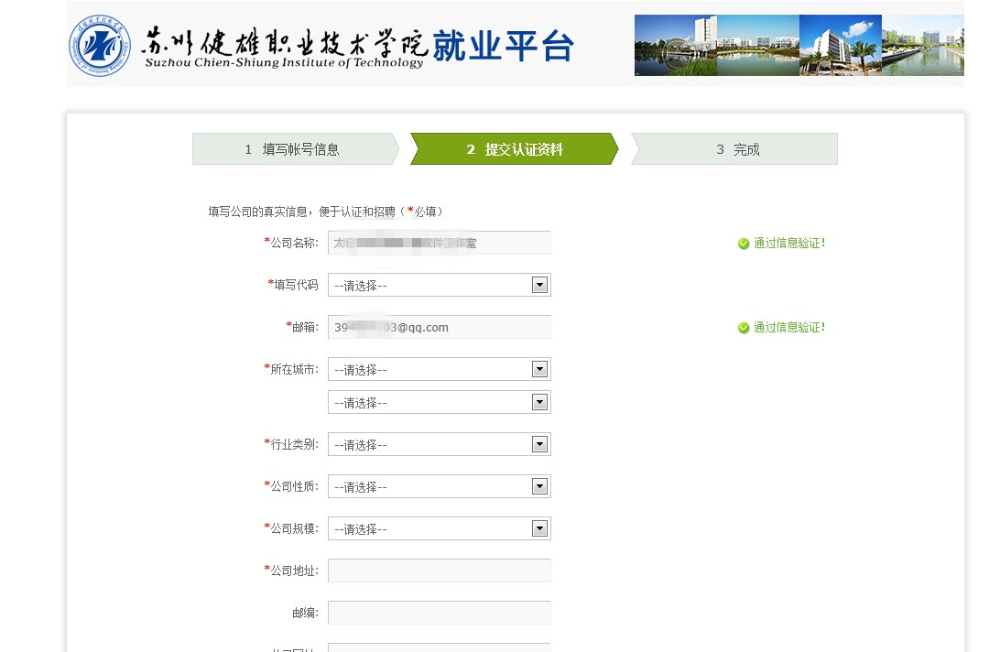 苏州健雄职业技术学院就业平台
Suzhou Chien-Shiung Institute of Technology
1 填写帐号信息
2 提交认证资料
3 完成
填写公司的真实信息，便于认证和招聘（*必填）
*公司名称: 太 软件工作室 通过信息验证!
*填写代码 --请选择--
*邮箱: 394 03@qq.com 通过信息验证!
*所在城市: --请选择--
--请选择--
*行业类别: --请选择--
*公司性质: --请选择--
*公司规模: --请选择--
*公司地址:
邮编: